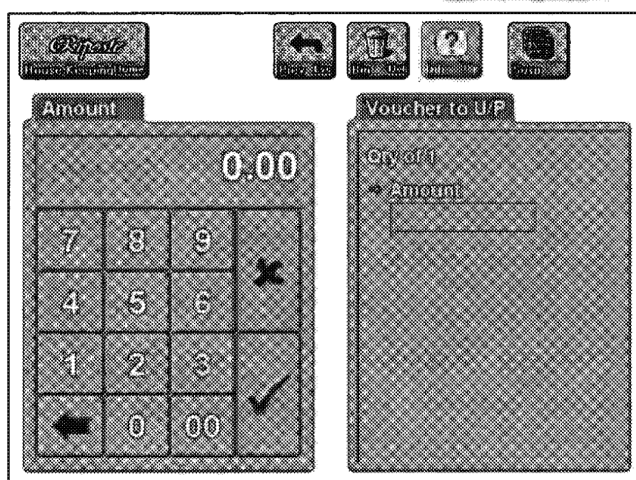 Riposte
Amount
0.00
7 8 9
4 5 6
1 2 3
0 00
Voucher to U/P
Qty of 1
Amount